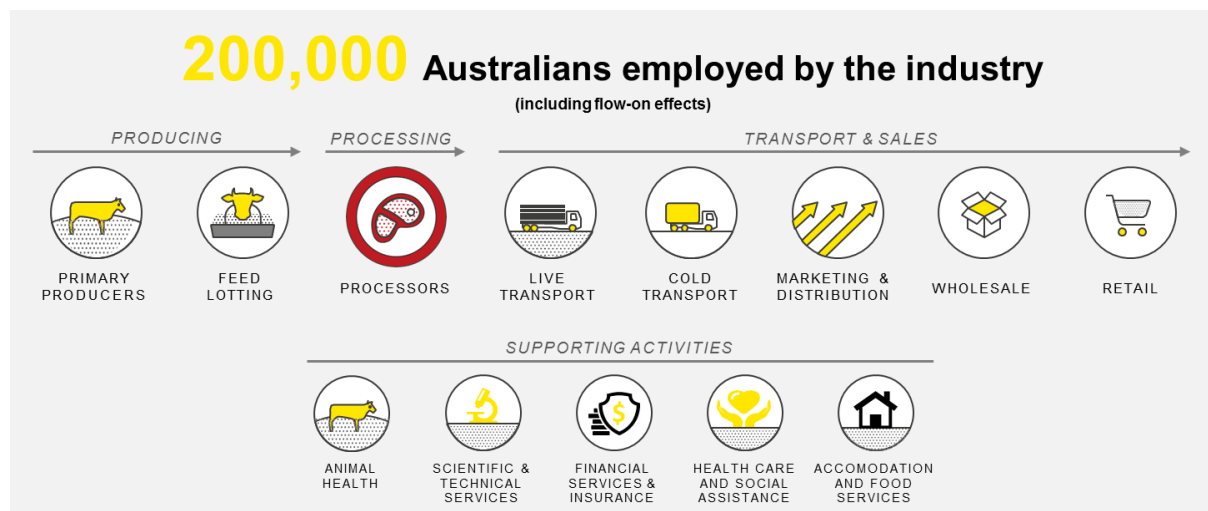 200,000 Australians employed by the industry
(including flow-on effects)
PRODUCING
PROCESSING
TRANSPORT & SALES
PRIMARY
PRODUCERS
FEED
LOTTING
PROCESSORS
LIVE
TRANSPORT
COLD
TRANSPORT
MARKETING &
DISTRIBUTION
WHOLESALE
RETAIL
SUPPORTING ACTIVITIES
ANIMAL
HEALTH
SCIENTIFIC &
TECHNICAL
SERVICES
FINANCIAL
SERVICES &
INSURANCE
HEALTH CARE
AND SOCIAL
ASSISTANCE
ACCOMODATION
AND FOOD
SERVICES